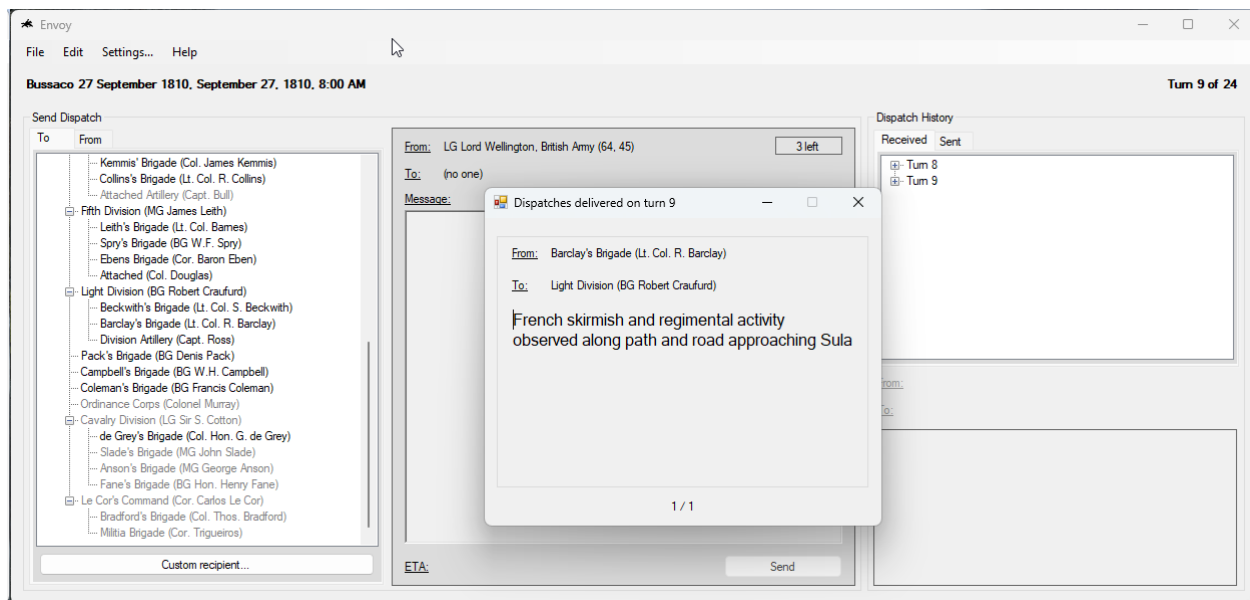 Envoy
File Edit Settings... Help
Bussaco 27 September 1810, September 27, 1810, 8:00 AM
Turn 9 of 24
Send Dispatch
To From
Kemmis' Brigade (Col. James Kemmis)
Collins's Brigade (Lt. Col. R. Collins)
Attached Artillery (Capt. Bull)
Fifth Division (MG James Leith)
Leith's Brigade (Lt. Col. Barnes)
Spry's Brigade (BG W.F. Spry)
Ebens Brigade (Cor. Baron Eben)
Attached (Col. Douglas)
Light Division (BG Robert Craufurd)
Beckwith's Brigade (Lt. Col. S. Beckwith)
Barclay's Brigade (Lt. Col. R. Barclay)
Division Artillery (Capt. Ross)
Pack's Brigade (BG Denis Pack)
Campbell's Brigade (BG W.H. Campbell)
Coleman's Brigade (BG Francis Coleman)
Ordinance Corps (Colonel Murray)
Cavalry Division (LG Sir S. Cotton)
de Grey's Brigade (Col. Hon. G. de Grey)
Slade's Brigade (MG John Slade)
Anson's Brigade (MG George Anson)
Fane's Brigade (BG Hon. Henry Fane)
Le Cor's Command (Cor. Carlos Le Cor)
Bradford's Brigade (Col. Thos. Bradford)
Militia Brigade (Cor. Trigueiros)
Custom recipient...
From: LG Lord Wellington, British Army (64, 45)
3 left
To: (no one)
Message:
ETA:
Send
Dispatches delivered on turn 9
From: Barclay's Brigade (Lt. Col. R. Barclay)
To: Light Division (BG Robert Craufurd)
French skirmish and regimental activity
observed along path and road approaching Sula
1 / 1
Dispatch History
Received Sent
Turn 8
Turn 9
From:
To: